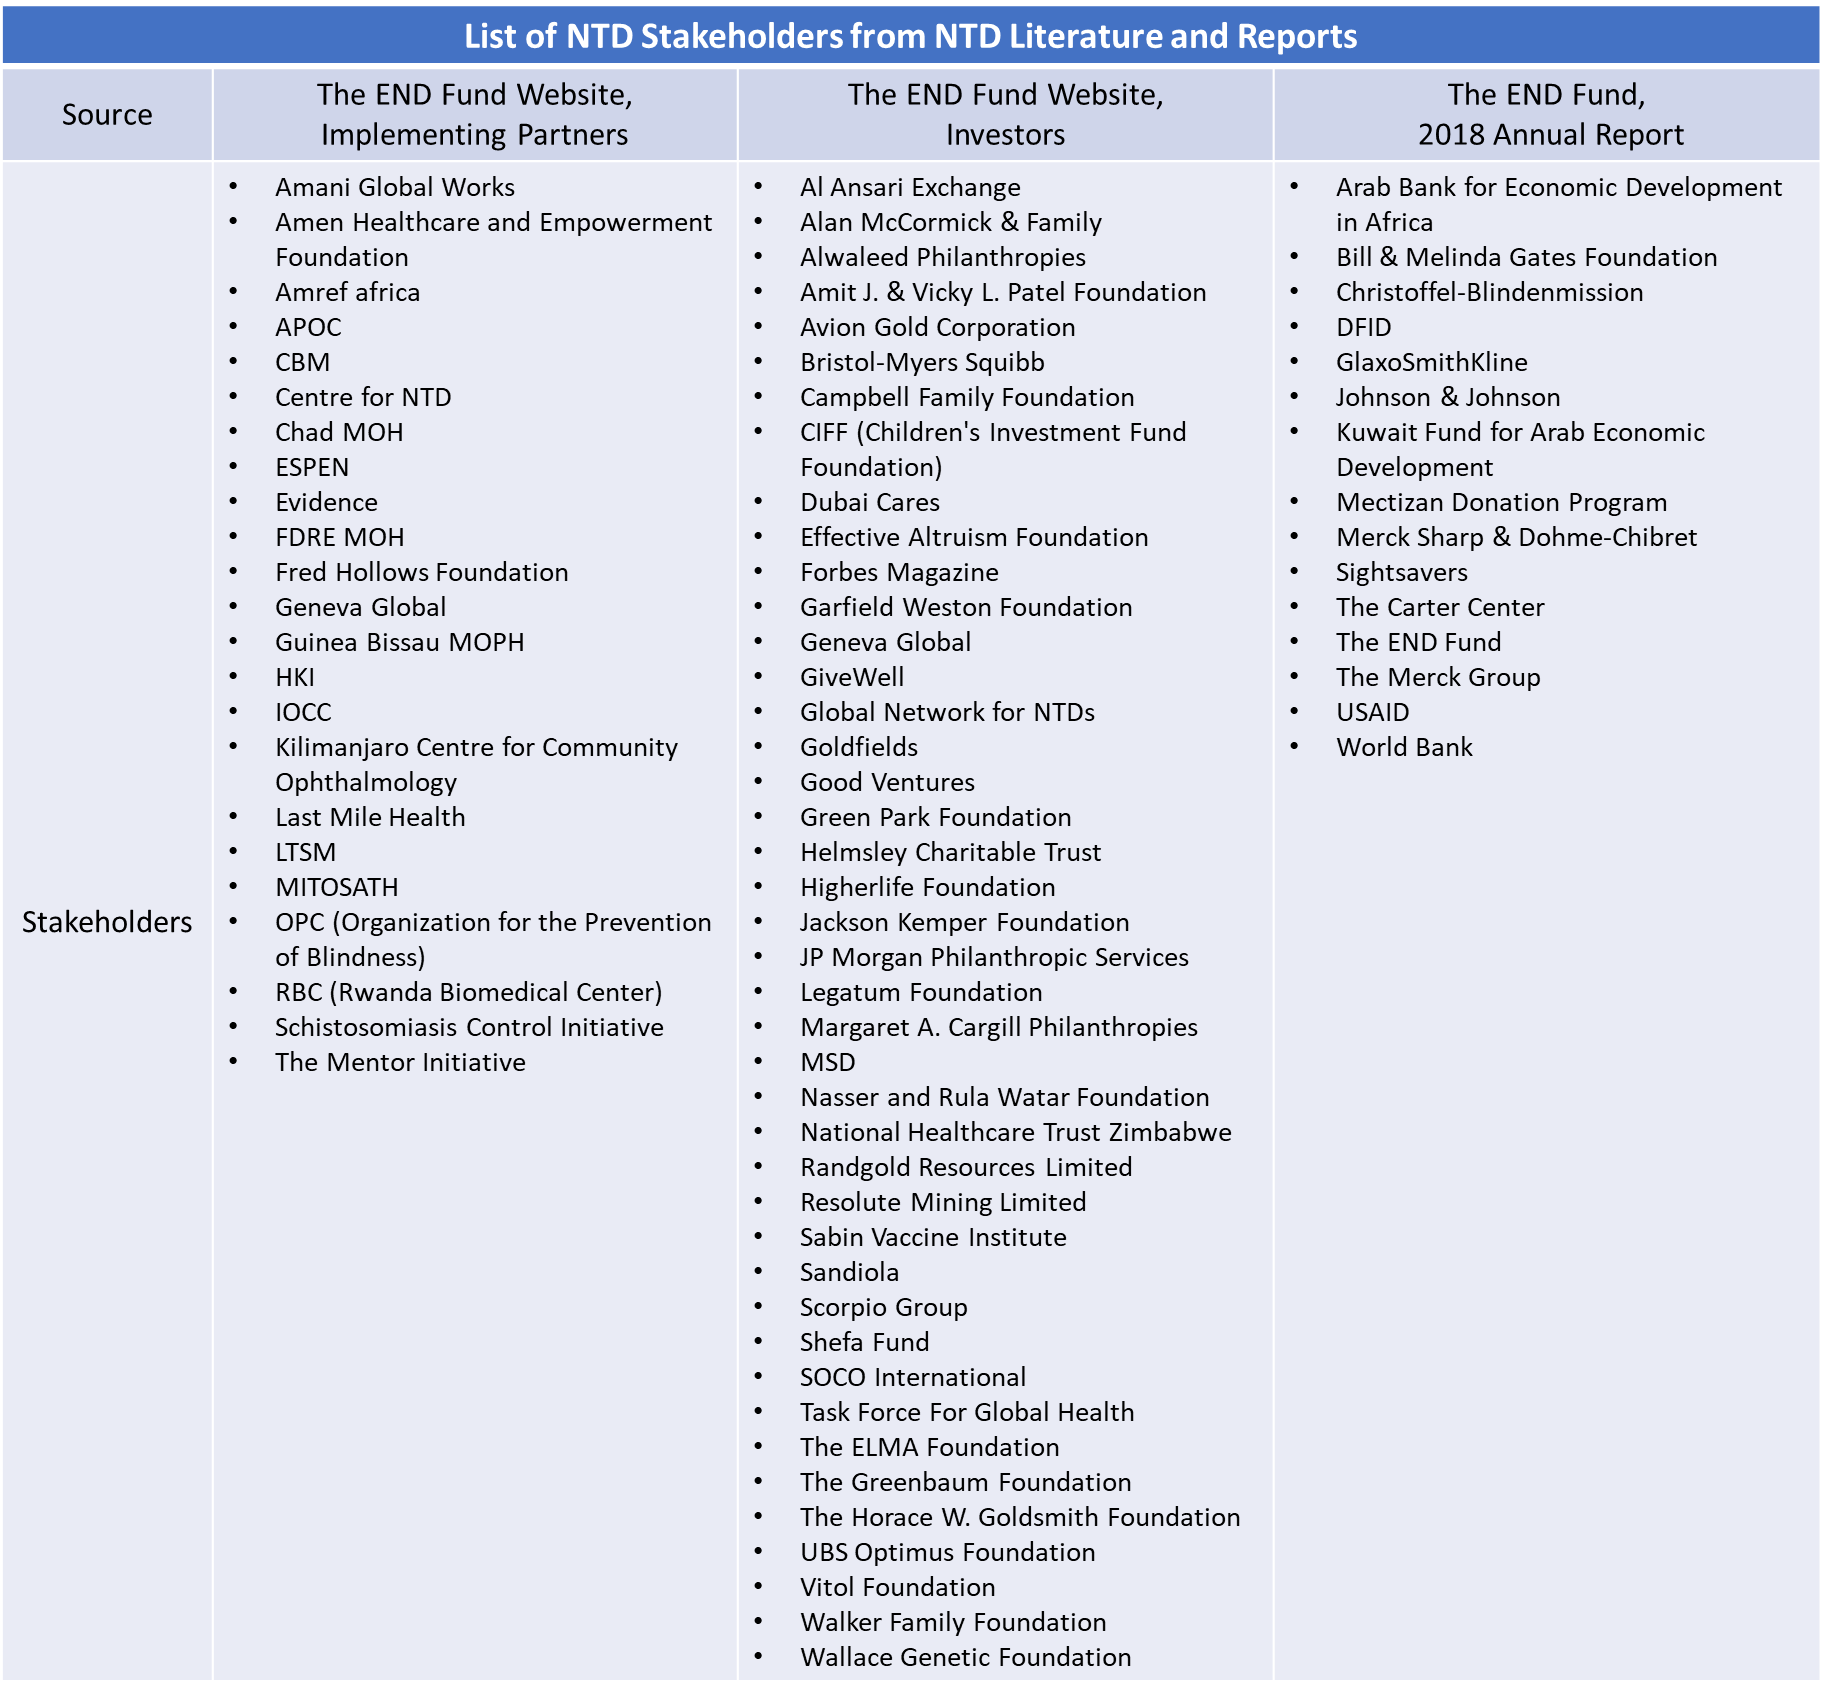 List of NTD Stakeholders from NTD Literature and Reports
Source
The END Fund Website,
Implementing Partners
The END Fund Website,
Investors
The END Fund,
2018 Annual Report
Stakeholders
• Amani Global Works
• Amen Healthcare and Empowerment
Foundation
• Amref africa
• APOC
• CBM
• Centre for NTD
• Chad MOH
• ESPEN
• Evidence
• FDRE MOH
• Fred Hollows Foundation
• Geneva Global
• Guinea Bissau MOPH
• HKI
• IOCC
• Kilimanjaro Centre for Community
Ophthalmology
• Last Mile Health
• LTSM
• MITOSATH
• OPC (Organization for the Prevention
of Blindness)
• RBC (Rwanda Biomedical Center)
• Schistosomiasis Control Initiative
• The Mentor Initiative
• Al Ansari Exchange
• Alan McCormick & Family
• Alwaleed Philanthropies
• Amit J. & Vicky L. Patel Foundation
• Avion Gold Corporation
• Bristol-Myers Squibb
• Campbell Family Foundation
• CIFF (Children's Investment Fund
Foundation)
• Dubai Cares
• Effective Altruism Foundation
• Forbes Magazine
• Garfield Weston Foundation
• Geneva Global
• GiveWell
• Global Network for NTDs
• Goldfields
• Good Ventures
• Green Park Foundation
• Helmsley Charitable Trust
• Higherlife Foundation
• Jackson Kemper Foundation
• JP Morgan Philanthropic Services
• Legatum Foundation
• Margaret A. Cargill Philanthropies
• MSD
• Nasser and Rula Watar Foundation
• National Healthcare Trust Zimbabwe
• Randgold Resources Limited
• Resolute Mining Limited
• Sabin Vaccine Institute
• Sandiola
• Scorpio Group
• Shefa Fund
• SOCO International
• Task Force For Global Health
• The ELMA Foundation
• The Greenbaum Foundation
• The Horace W. Goldsmith Foundation
• UBS Optimus Foundation
• Vitol Foundation
• Walker Family Foundation
• Wallace Genetic Foundation
• Arab Bank for Economic Development
in Africa
• Bill & Melinda Gates Foundation
• Christoffel-Blindenmission
• DFID
• GlaxoSmithKline
• Johnson & Johnson
• Kuwait Fund for Arab Economic
Development
• Mectizan Donation Program
• Merck Sharp & Dohme-Chibret
• Sightsavers
• The Carter Center
• The END Fund
• The Merck Group
• USAID
• World Bank